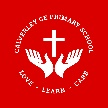 CALVERLEY CE PRIMARY SCHOOL
LOVE - LEARN - CARE